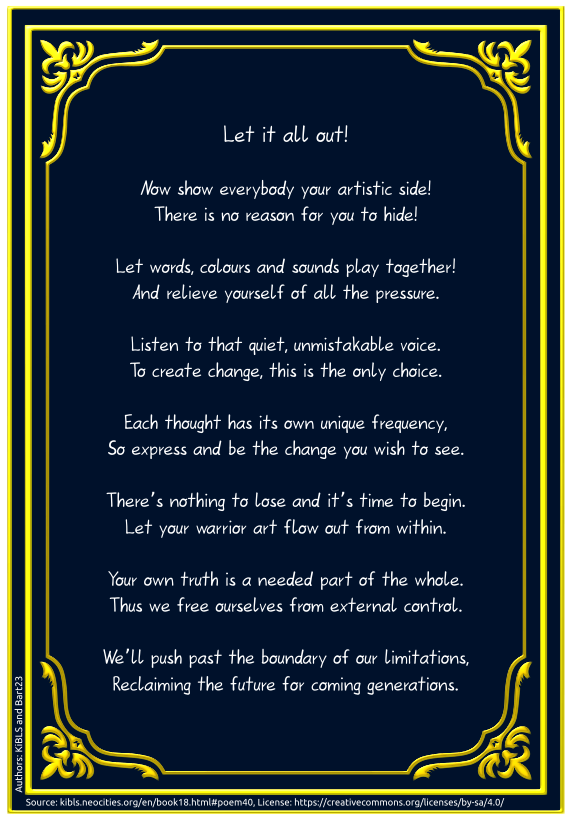 Let it all out!
Now show everybody your artistic side!
There is no reason for you to hide!
Let words, colours and sounds play together!
And relieve yourself of all the pressure.
Listen to that quiet, unmistakable voice.
To create change, this is the only choice.
Each thought has its own unique frequency,
So express and be the change you wish to see.
There's nothing to lose and it's time to begin.
Let your warrior art flow out from within.
Your own truth is a needed part of the whole.
Thus we free ourselves from external control.
We'll push past the boundary of our limitations,
Reclaiming the future for coming generations.
Authors: KiBLS and Bart23
Source: kibls.neocities.org/en/book18.html#poem40, License: https://creativecommons.org/licenses/by-sa/4.0/